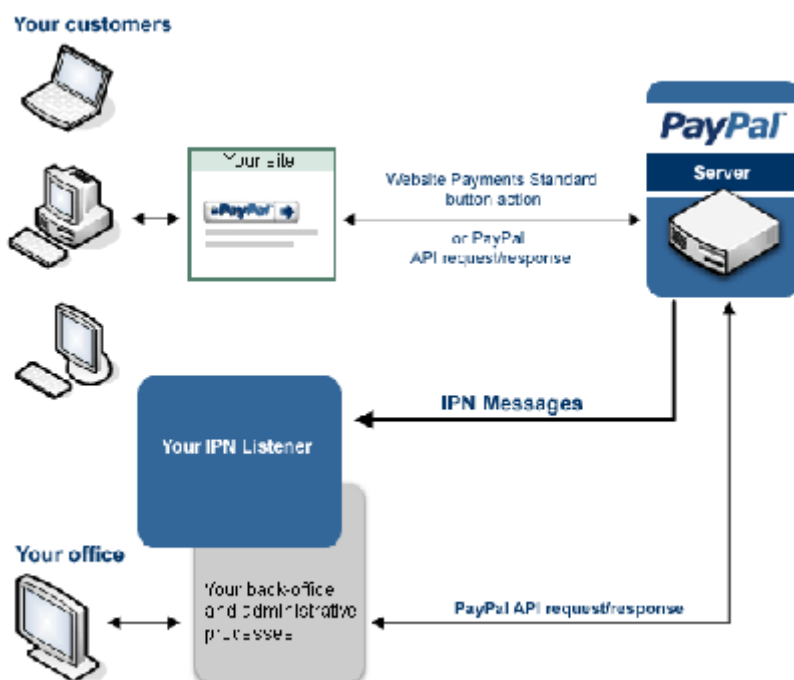 Your customers
PayPal
Your site
PayPal
Server
Website Payments Standard
button action
or PayPal
API request/response
IPN Messages
Your IPN Listener
Your office
Your back-office
and administrative
processes
PayPal API request/response